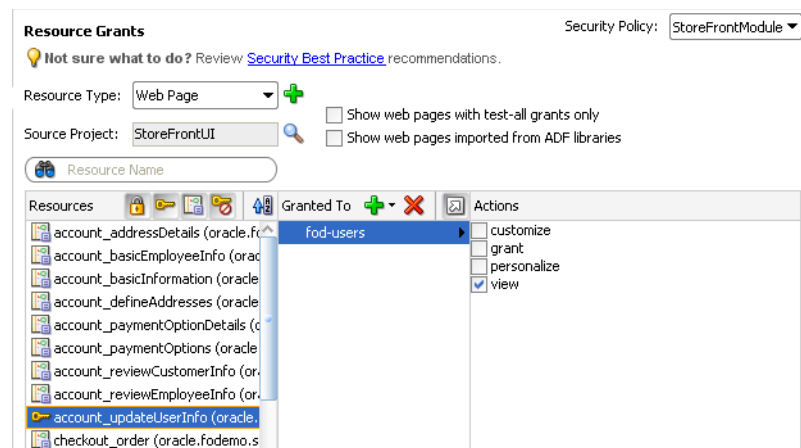 Resource Grants
Security Policy: StoreFrontModule
Not sure what to do? Review Security Best Practice recommendations.
Resource Type: Web Page
Show web pages with test-all grants only
Source Project: StoreFrontUI
Show web pages imported from ADF libraries
Resource Name
Resources Granted To Actions
account_addressDetails (oracle.fo
fod-users
customize
account_basicEmployeeInfo (orac
grant
account_basicInformation (oracle
personalize
account_defineAddresses (oracle
view
account_paymentOptionDetails (o
account_paymentOptions (oracle
account_reviewCustomerInfo (or
account_reviewEmployeeInfo (or
account_updateUserInfo (oracle.
checkout_order (oracle.fodemo.s